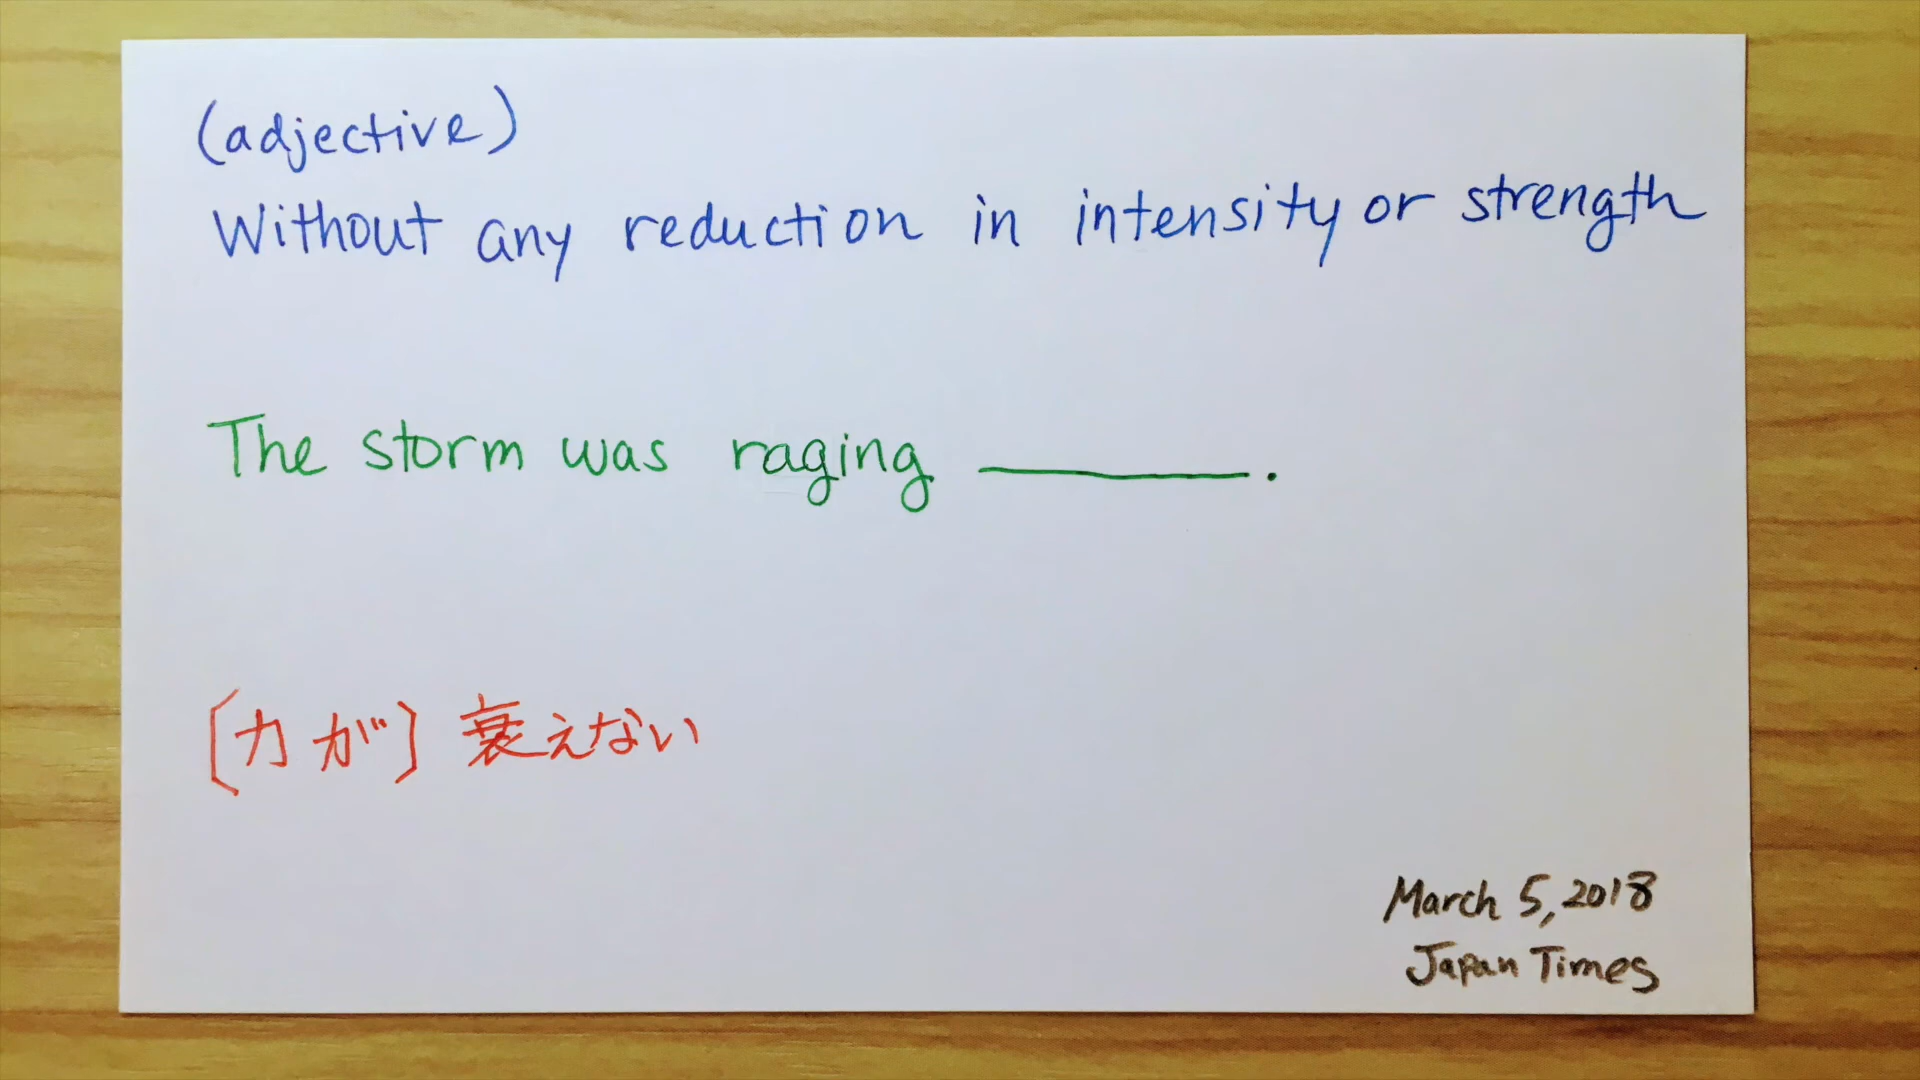 (adjective)
Without any reduction in intensity or strength
The storm was raging ________.
〔力が〕衰えない
March 5, 2018
Japan Times